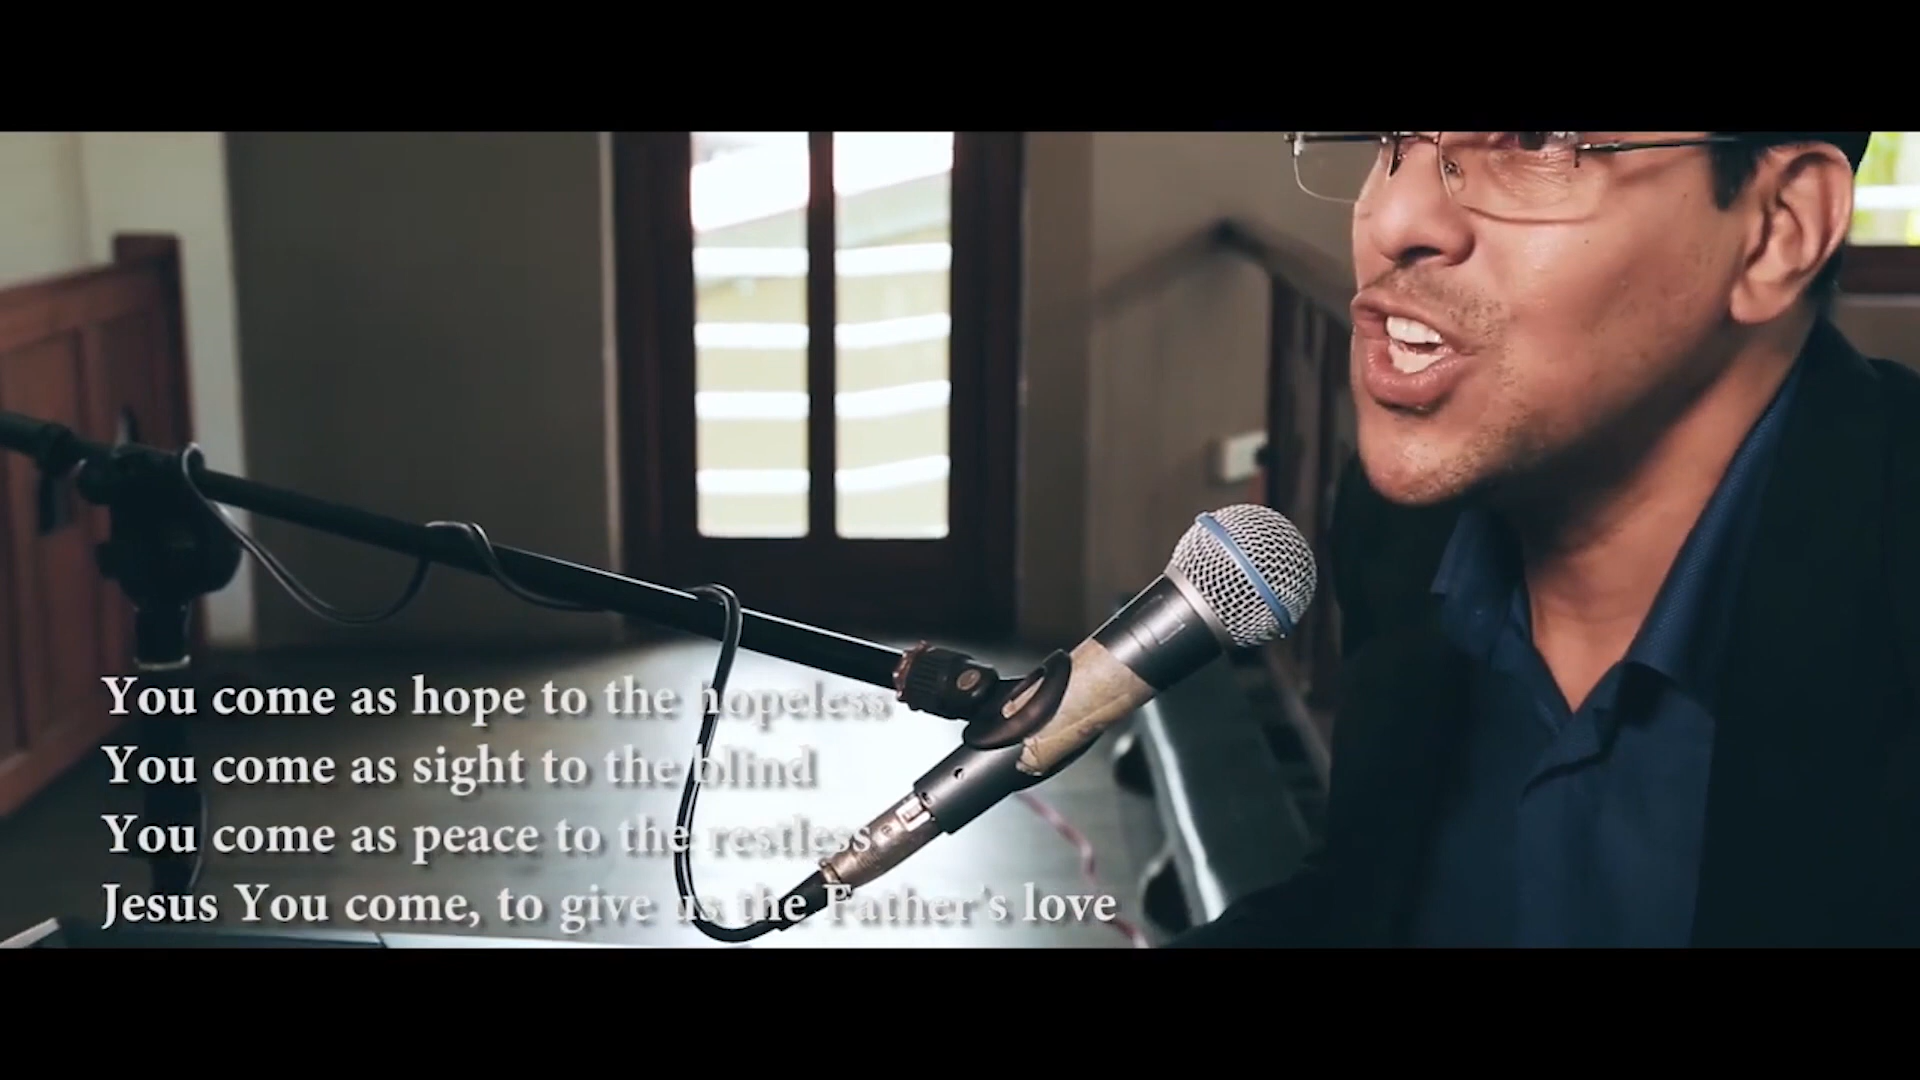 You come as hope to the hopeless
You come as sight to the blind
You come as peace to the restless
Jesus You come, to give us the Father's love